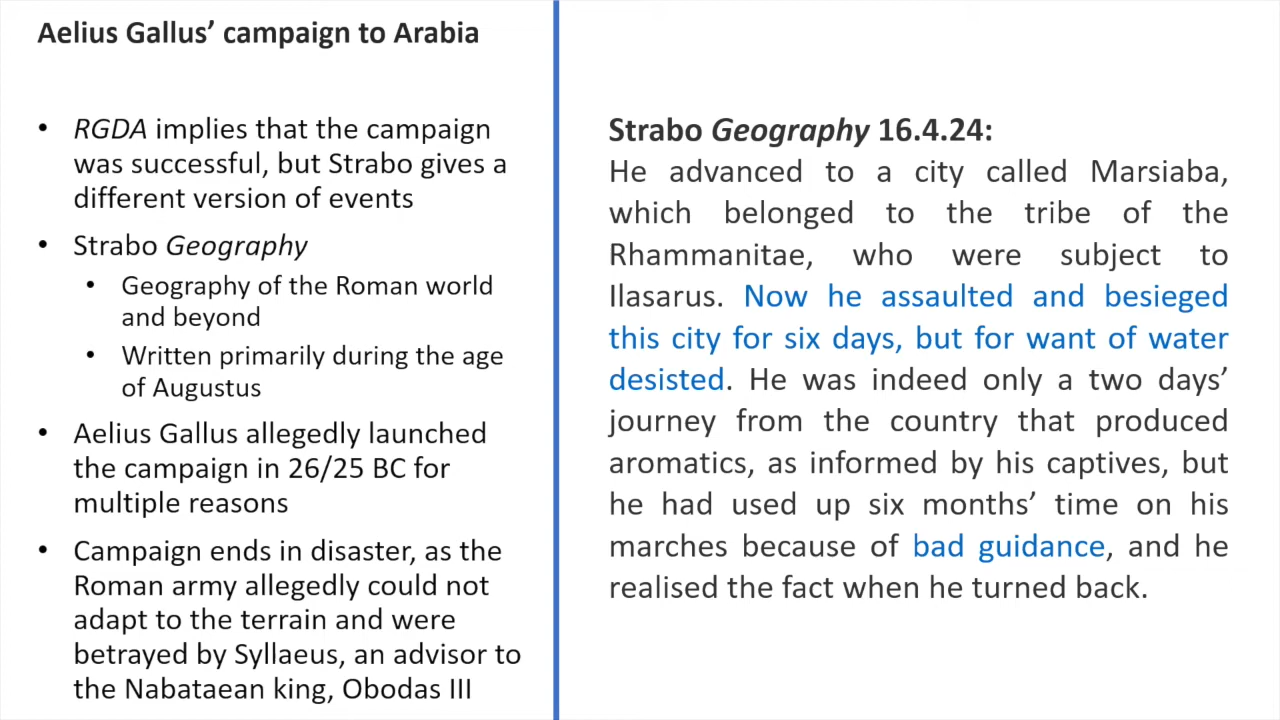 Aelius Gallus’ campaign to Arabia
• RGDA implies that the campaign
was successful, but Strabo gives a
different version of events
• Strabo Geography
• Geography of the Roman world
and beyond
• Written primarily during the age
of Augustus
• Aelius Gallus allegedly launched
the campaign in 26/25 BC for
multiple reasons
• Campaign ends in disaster, as the
Roman army allegedly could not
adapt to the terrain and were
betrayed by Syllaeus, an advisor to
the Nabataean king, Obodas III
Strabo Geography 16.4.24:
He advanced to a city called Marsiaba,
which belonged to the tribe of the
Rhammanitae, who were subject to
Ilasarus. Now he assaulted and besieged
this city for six days, but for want of water
desisted. He was indeed only a two days’
journey from the country that produced
aromatics, as informed by his captives, but
he had used up six months’ time on his
marches because of bad guidance, and he
realised the fact when he turned back.